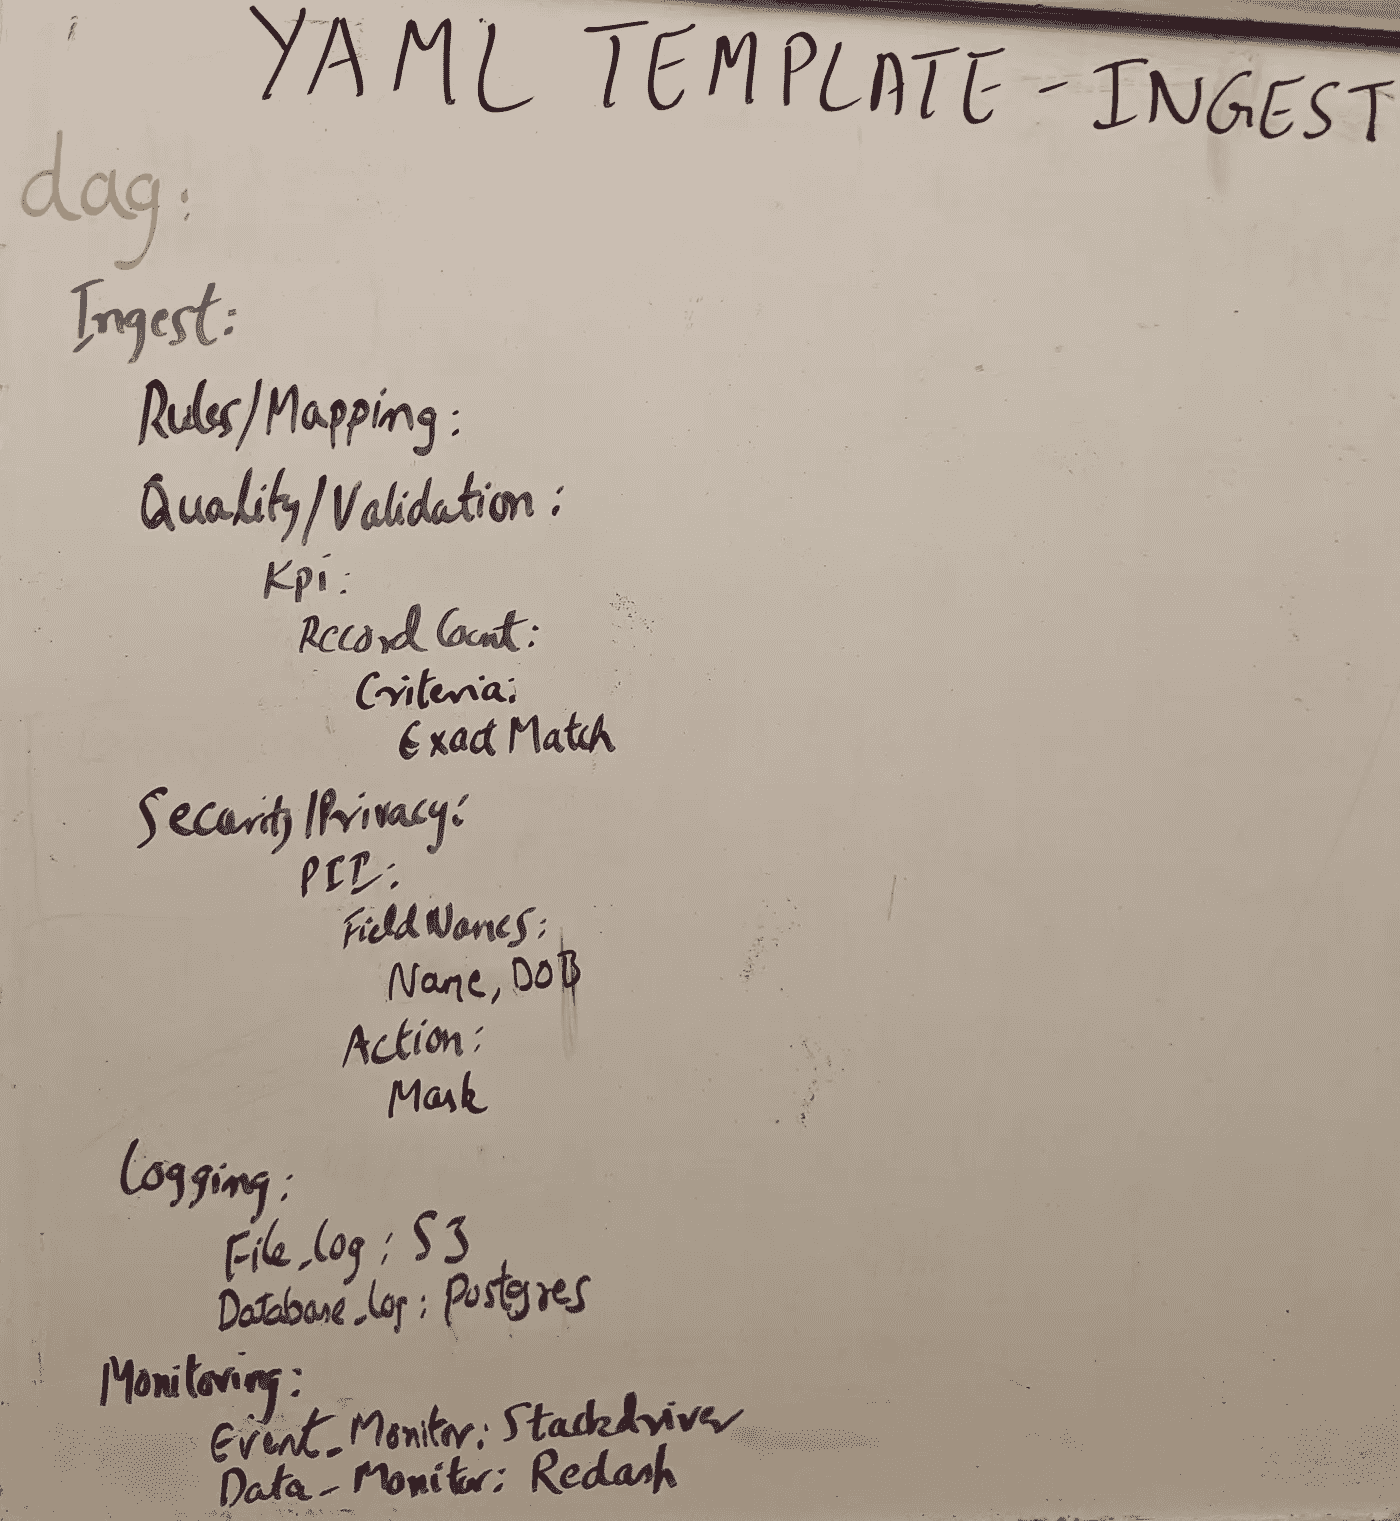 YAML TEMPLATE - INGEST
dag:
Ingest:
Rules/Mapping:
Quality/Validation:
Kpi:
Record Count:
Criteria:
Exact Match
Security/Privacy:
PII:
Field Names:
Name, DOB
Action:
Mask
Logging:
File_log: S3
Database_log: Postgres
Monitoring:
Event_Monitor: Stackdriver
Data_Monitor: Redash